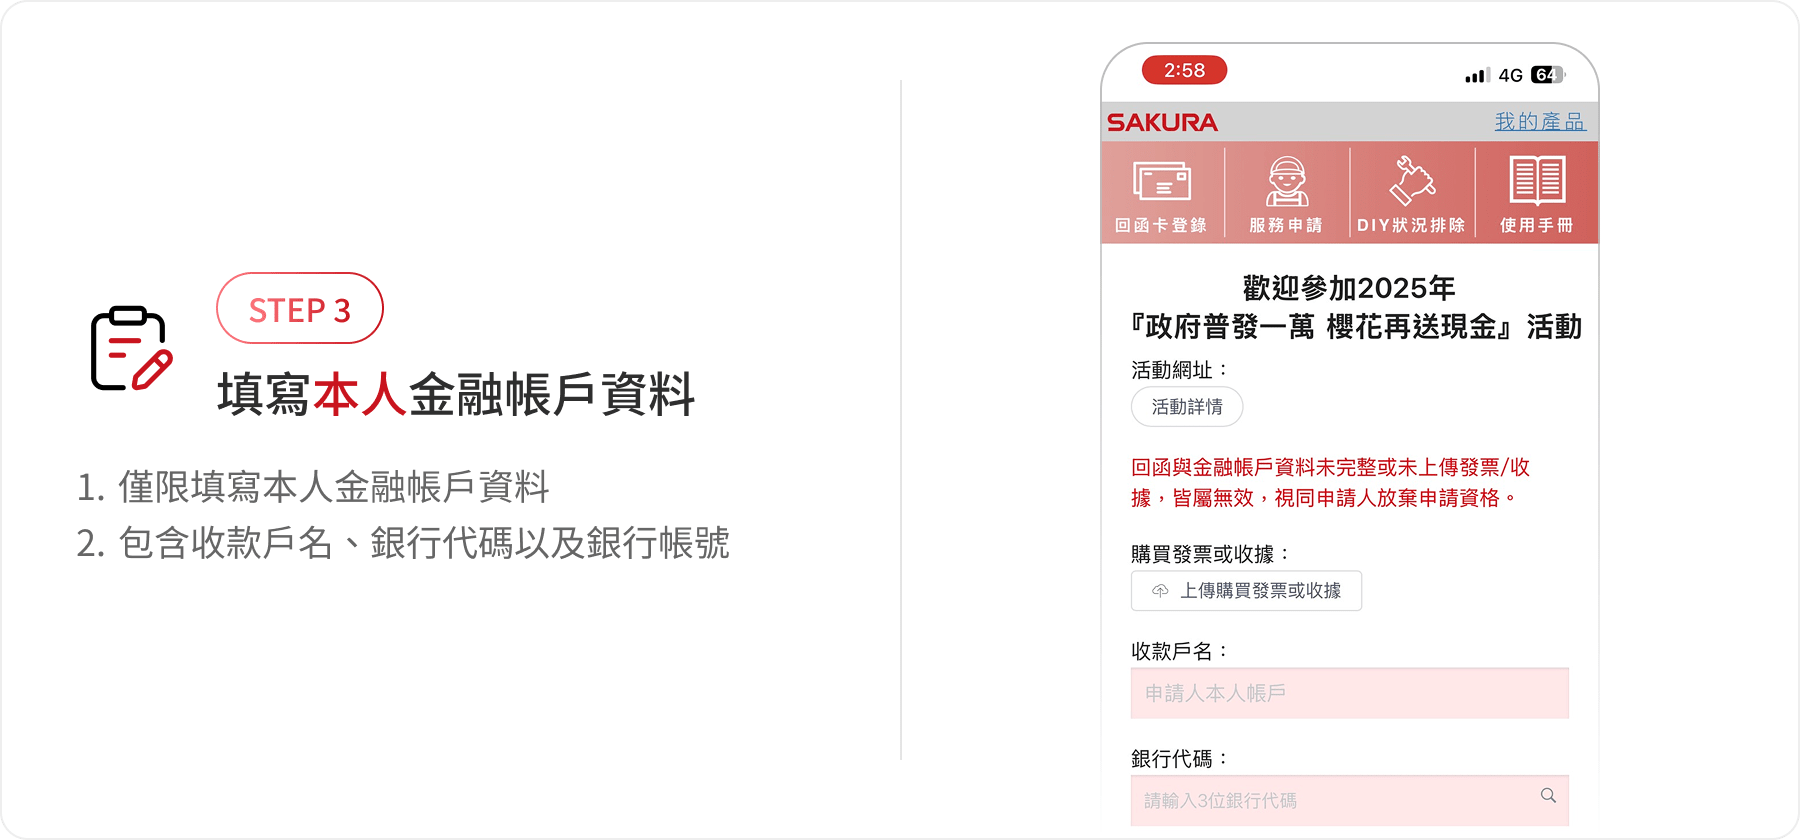 STEP 3
填寫本人金融帳戶資料
1. 僅限填寫本人金融帳戶資料
2. 包含收款戶名、銀行代碼以及銀行帳號
2:58
4G 64
SAKURA
我的產品
回函卡登錄
服務申請
DIY狀況排除
使用手冊
歡迎參加2025年
『政府普發一萬 櫻花再送現金』活動
活動網址：
活動詳情
回函與金融帳戶資料未完整或未上傳發票/收
據，皆屬無效，視同申請人放棄申請資格。
購買發票或收據：
上傳購買發票或收據
收款戶名：
申請人本人帳戶
銀行代碼：
請輸入3位銀行代碼